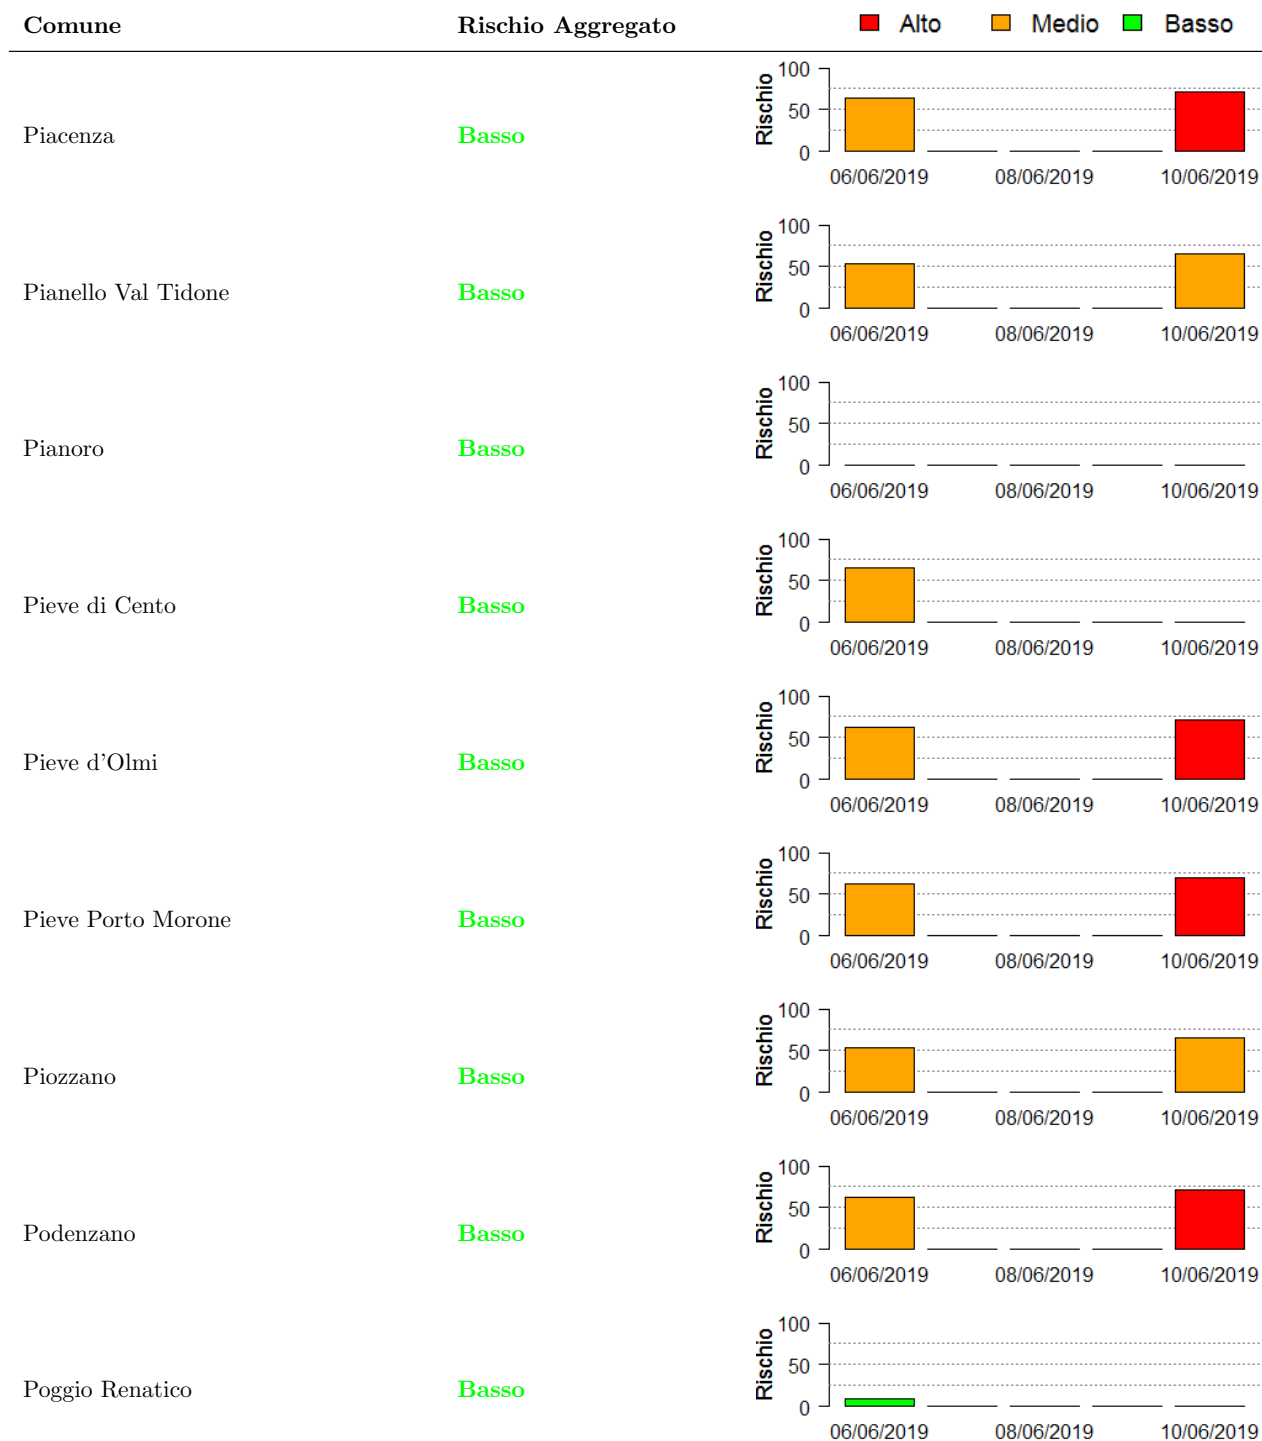 Comune Rischio Aggregato Alto Medio Basso
100
50
0
Rischio
Piacenza Basso
06/06/2019 08/06/2019 10/06/2019
100
50
0
Rischio
Pianello Val Tidone Basso
06/06/2019 08/06/2019 10/06/2019
100
50
0
Rischio
Pianoro Basso
06/06/2019 08/06/2019 10/06/2019
100
50
0
Rischio
Pieve di Cento Basso
06/06/2019 08/06/2019 10/06/2019
100
50
0
Rischio
Pieve d'Olmi Basso
06/06/2019 08/06/2019 10/06/2019
100
50
0
Rischio
Pieve Porto Morone Basso
06/06/2019 08/06/2019 10/06/2019
100
50
0
Rischio
Piozzano Basso
06/06/2019 08/06/2019 10/06/2019
100
50
0
Rischio
Podenzano Basso
06/06/2019 08/06/2019 10/06/2019
100
50
0
Rischio
Poggio Renatico Basso
06/06/2019 08/06/2019 10/06/2019